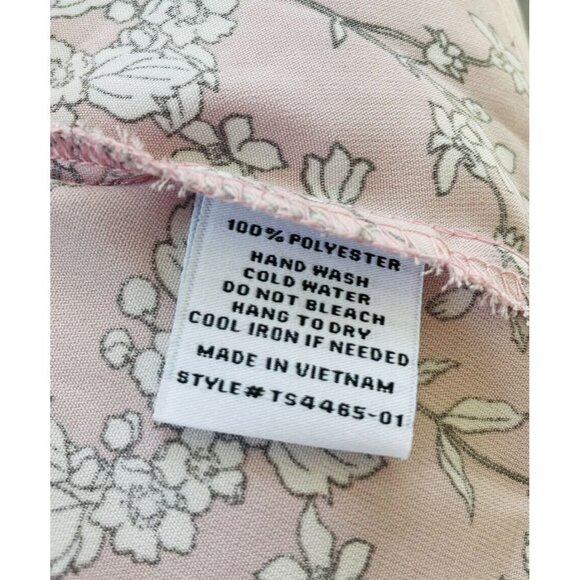 100% POLYESTER
HAND WASH
COLD WATER
DO NOT BLEACH
HANG TO DRY
COOL IRON IF NEEDED
MADE IN VIETNAM
STYLE# TS4465-01